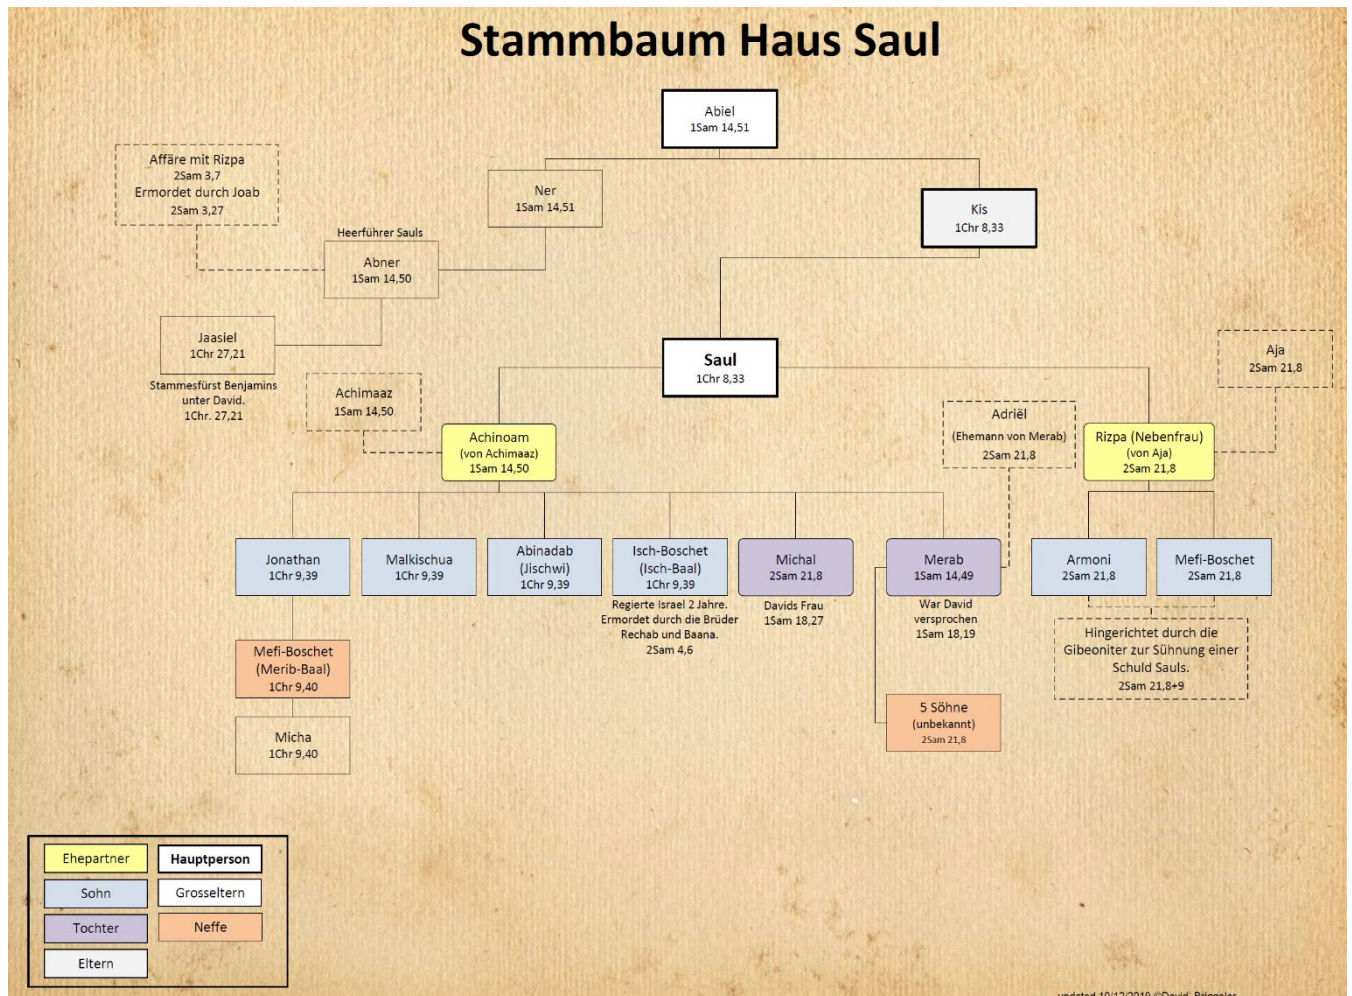 Stammbaum Haus Saul
Abiel
1Sam 14,51
Affäre mit Rizpa
2Sam 3,7
Ermordet durch Joab
2Sam 3,27
Ner
1Sam 14,51
Kis
1Chr 8,33
Heerführer Sauls
Abner
1Sam 14,50
Jaasiel
1Chr 27,21
Stammesfürst Benjamins
unter David.
1Chr. 27,21
Saul
1Chr 8,33
Aja
2Sam 21,8
Achimaaz
1Sam 14,50
Adriël
(Ehemann von Merab)
2Sam 21,8
Achinoam
(von Achimaaz)
1Sam 14,50
Rizpa (Nebenfrau)
(von Aja)
2Sam 21,8
Jonathan
1Chr 9,39
Malkischua
1Chr 9,39
Abinadab
(Jischwi)
1Chr 9,39
Isch-Boschet
(Isch-Baal)
1Chr 9,39
Regierte Israel 2 Jahre.
Ermordet durch die Brüder
Rechab und Baana.
2Sam 4,6
Michal
2Sam 21,8
Davids Frau
1Sam 18,27
Merab
1Sam 14,49
War David
versprochen
1Sam 18,19
Armoni
2Sam 21,8
Mefi-Boschet
2Sam 21,8
Hingerichtet durch die
Gibeoniter zur Sühnung einer
Schuld Sauls.
2Sam 21,8+9
Mefi-Boschet
(Merib-Baal)
1Chr 9,40
Micha
1Chr 9,40
5 Söhne
(unbekannt)
2Sam 21,8
Ehepartner
Hauptperson
Sohn
Grosseltern
Tochter
Neffe
Eltern
updated 10/12/2019 ©David